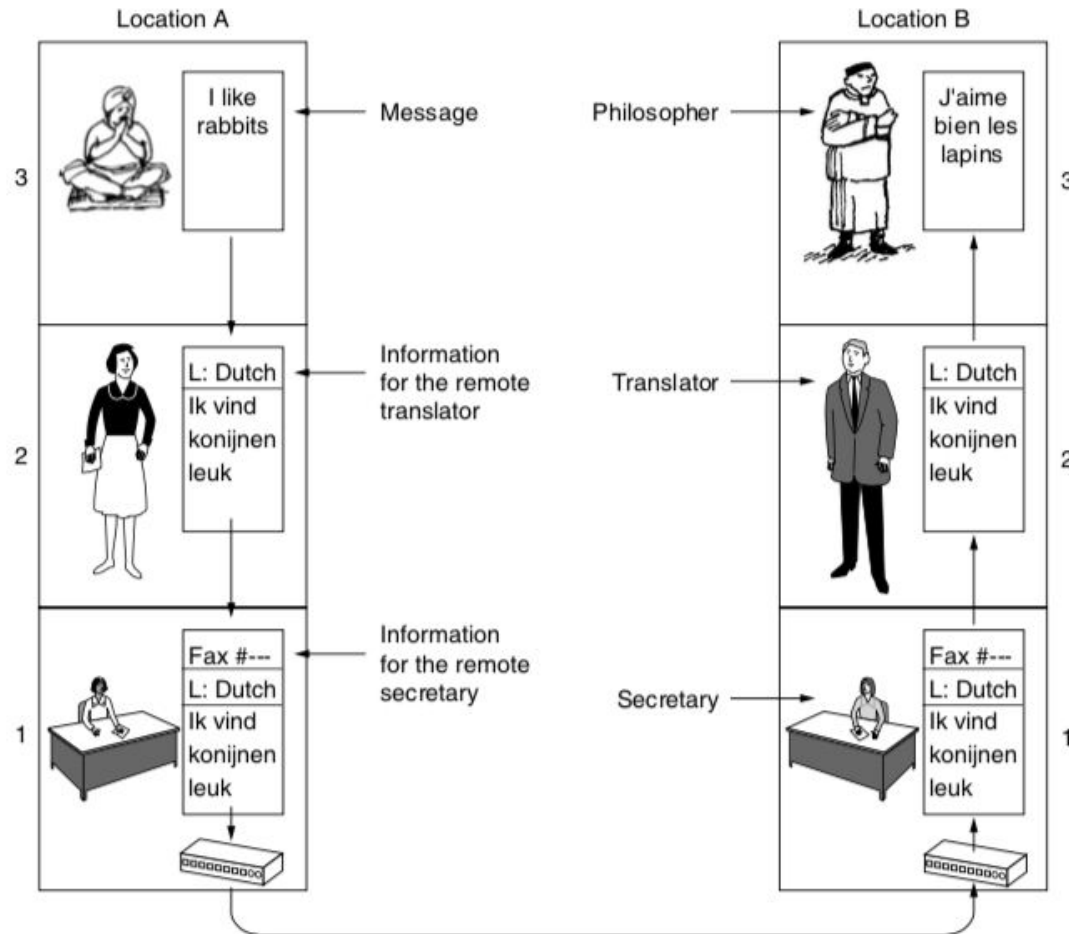 Location A
Location B
3
I like
rabbits
Message
Philosopher
J'aime
bien les
lapins
3
2
L: Dutch
Ik vind
konijnen
leuk
Information
for the remote
translator
Translator
L: Dutch
Ik vind
konijnen
leuk
2
1
Fax #---
L: Dutch
Ik vind
konijnen
leuk
Information
for the remote
secretary
Secretary
Fax #---
L: Dutch
Ik vind
konijnen
leuk
1